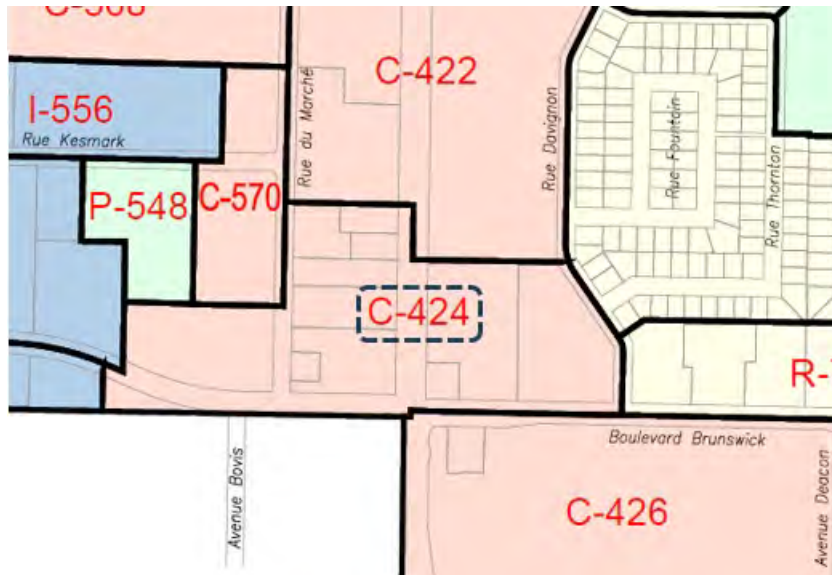 C-568
C-422
I-556
Rue Kesmark
Rue du Marché
Rue Davignon
Rue Fountain
Rue Thornton
P-548
C-570
C-424
R-
Boulevard Brunswick
Avenue Bovis
C-426
Avenue Deacon